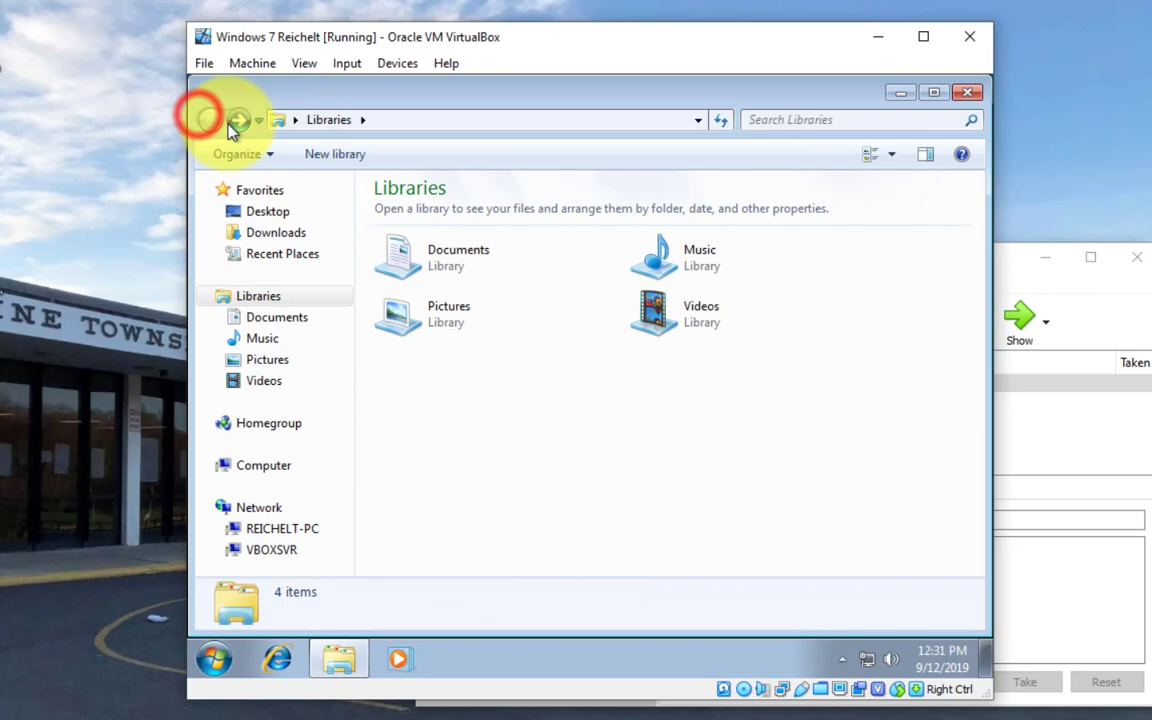 Windows 7 Reichelt [Running] - Oracle VM VirtualBox
File Machine View Input Devices Help
Libraries
Search Libraries
Organize New library
Favorites
Desktop
Downloads
Recent Places
Libraries
Documents
Music
Pictures
Videos
Homegroup
Computer
Network
REICHELT-PC
VBOXSVR
Libraries
Open a library to see your files and arrange them by folder, date, and other properties.
Documents
Library
Music
Library
Pictures
Library
Videos
Library
4 items
12:31 PM
9/12/2019
Right Ctrl
Show
Taken
Take Reset
NE TOWNS